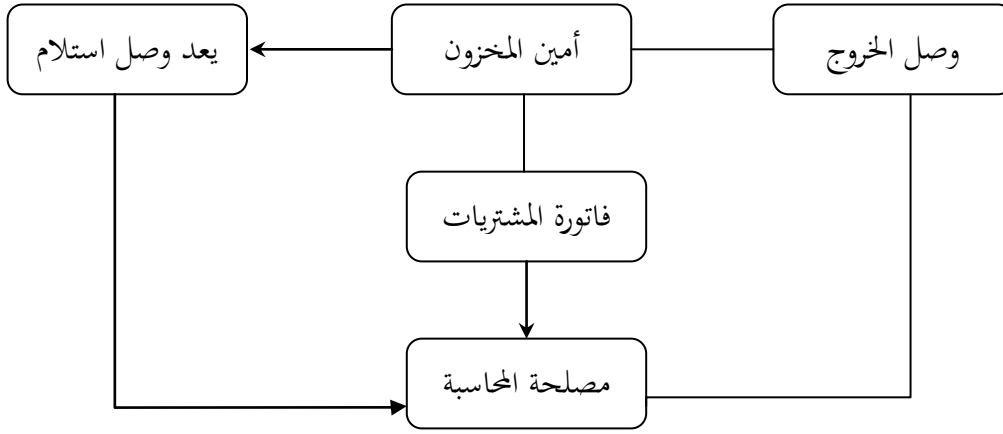 وصل الخروج
أمين المخزون
يعد وصل استلام
فاتورة المشتريات
مصلحة المحاسبة